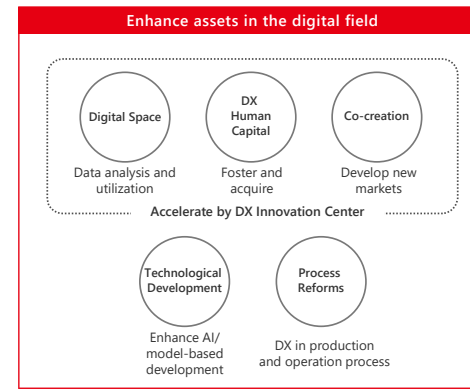 Enhance assets in the digital field
Digital Space
Data analysis and
utilization
DX
Human
Capital
Foster and
acquire
Co-creation
Develop new
markets
Accelerate by DX Innovation Center
Technological
Development
Enhance AI/
model-based
development
Process
Reforms
DX in production
and operation process